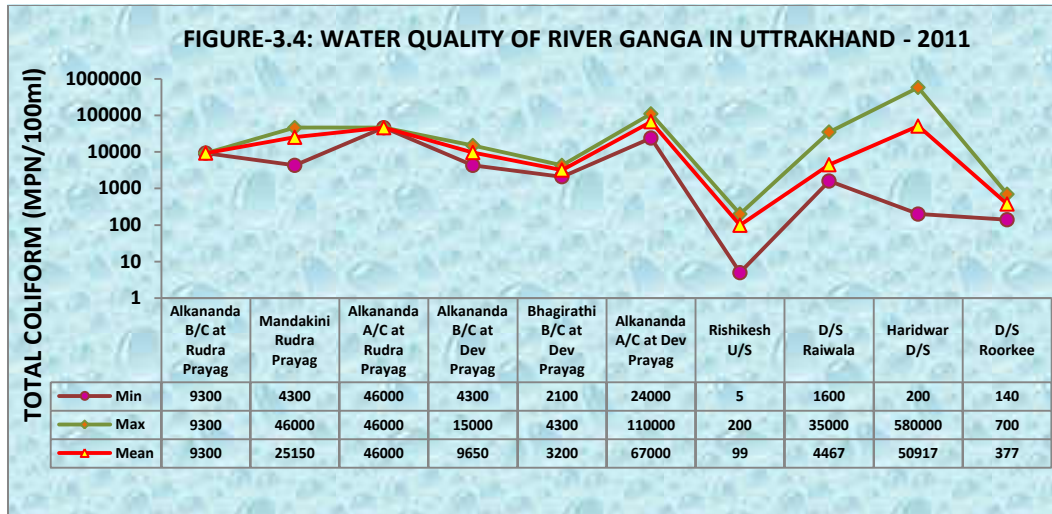 FIGURE-3.4: WATER QUALITY OF RIVER GANGA IN UTTRAKHAND - 2011
TOTAL COLIFORM (MPN/100ml)
1000000
100000
10000
1000
100
10
1
Alkananda B/C at Rudra Prayag
Mandakini Rudra Prayag
Alkananda A/C at Rudra Prayag
Alkananda B/C at Dev Prayag
Bhagirathi B/C at Dev Prayag
Alkananda A/C at Dev Prayag
Rishikesh U/S
D/S Raiwala
Haridwar D/S
D/S Roorkee
Min 9300 4300 46000 4300 2100 24000 5 1600 200 140
Max 9300 46000 46000 15000 4300 110000 200 35000 580000 700
Mean 9300 25150 46000 9650 3200 67000 99 4467 50917 377